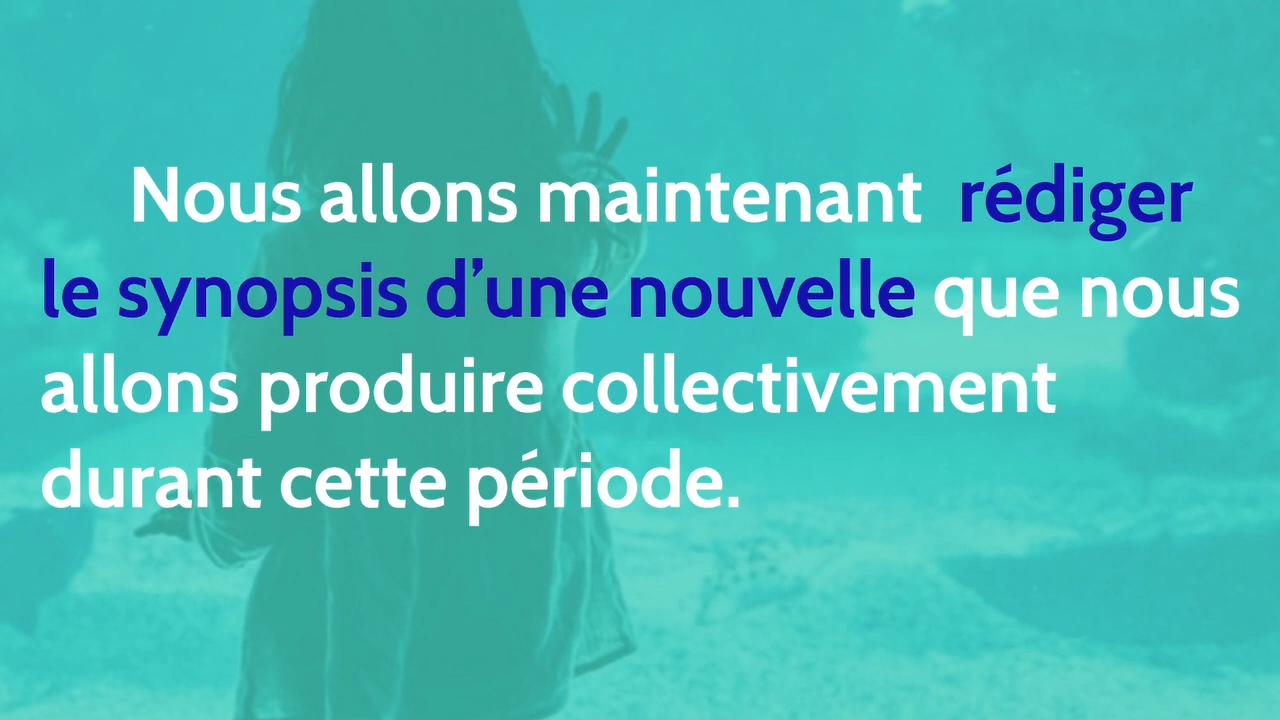 Nous allons maintenant rédiger
le synopsis d’une nouvelle que nous
allons produire collectivement
durant cette période.